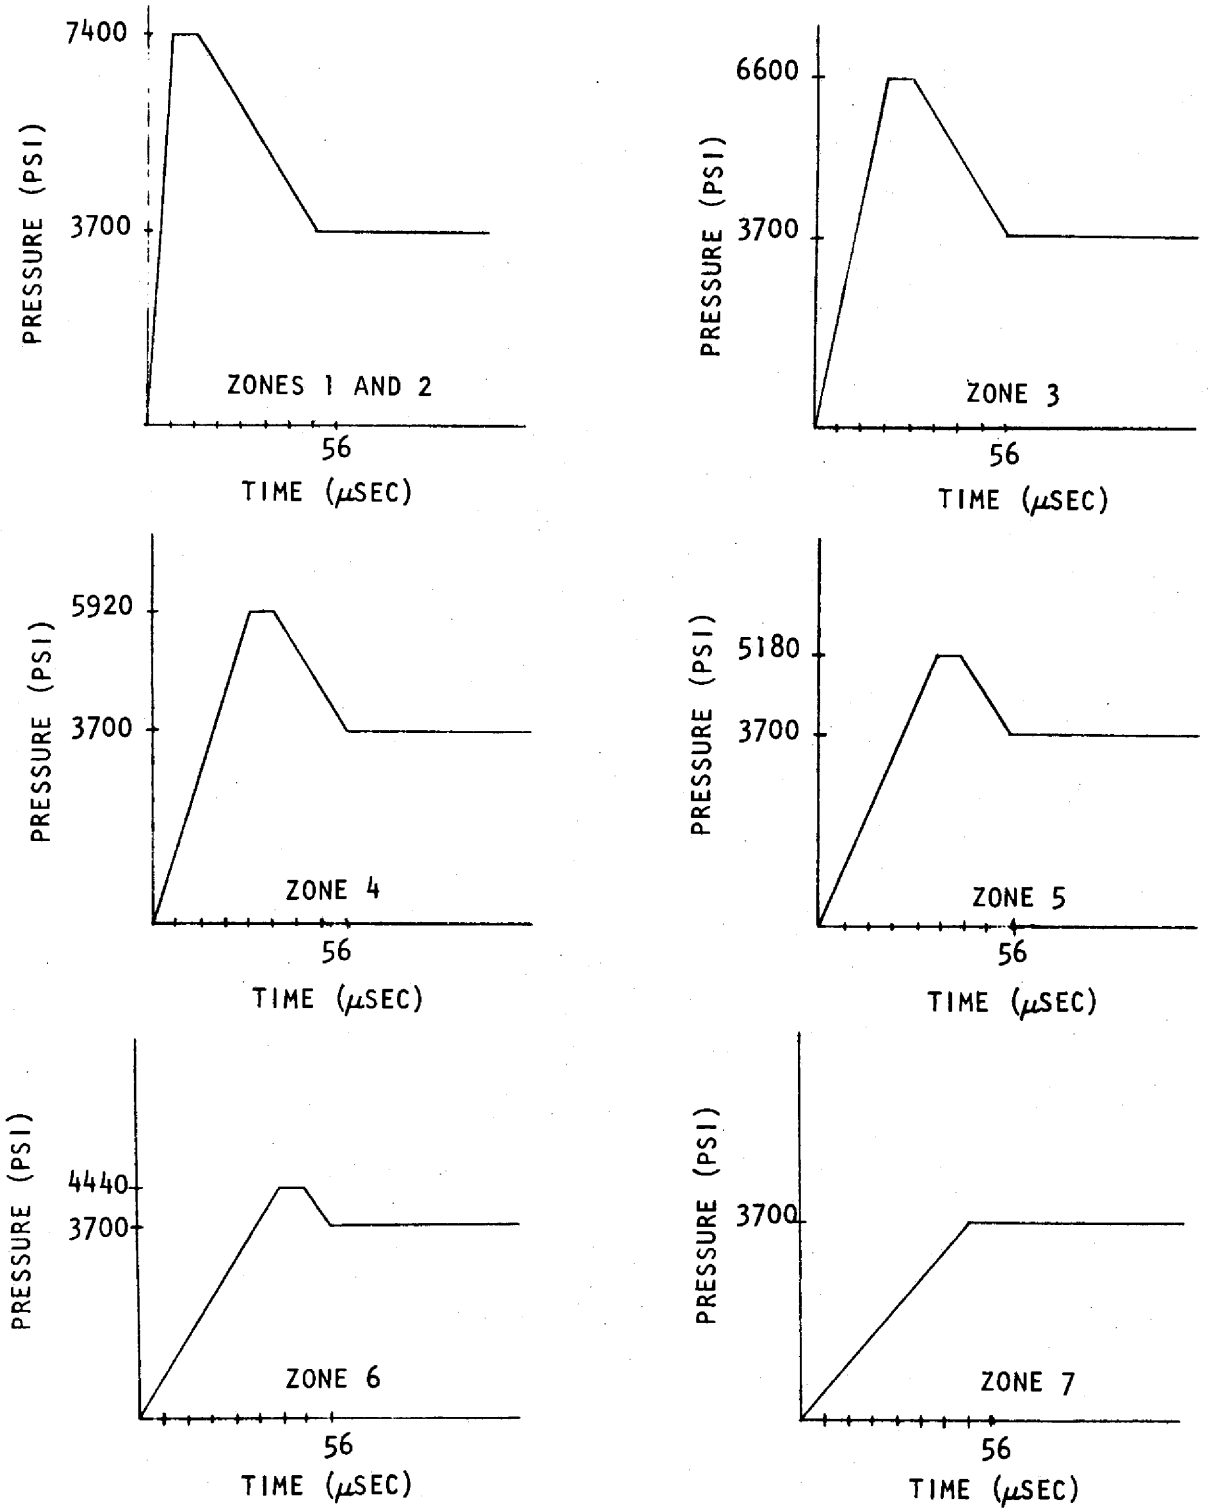 7400
3700
PRESSURE (PSI)
ZONES 1 AND 2
56
TIME (μSEC)
6600
3700
PRESSURE (PSI)
ZONE 3
56
TIME (μSEC)
5920
3700
PRESSURE (PSI)
ZONE 4
56
TIME (μSEC)
5180
3700
PRESSURE (PSI)
ZONE 5
56
TIME (μSEC)
4440
3700
PRESSURE (PSI)
ZONE 6
56
TIME (μSEC)
3700
PRESSURE (PSI)
ZONE 7
56
TIME (μSEC)